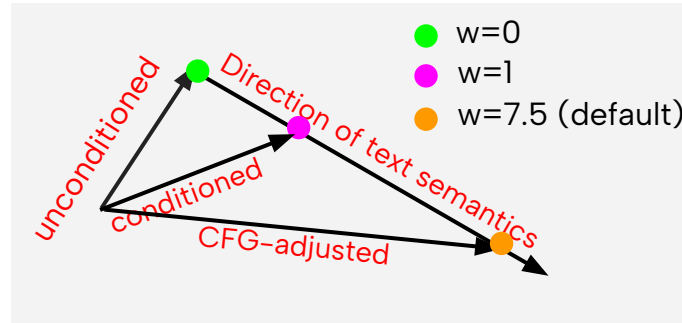 w=0
w=1
w=7.5 (default)
Direction of text semantics
unconditioned
conditioned
CFG-adjusted